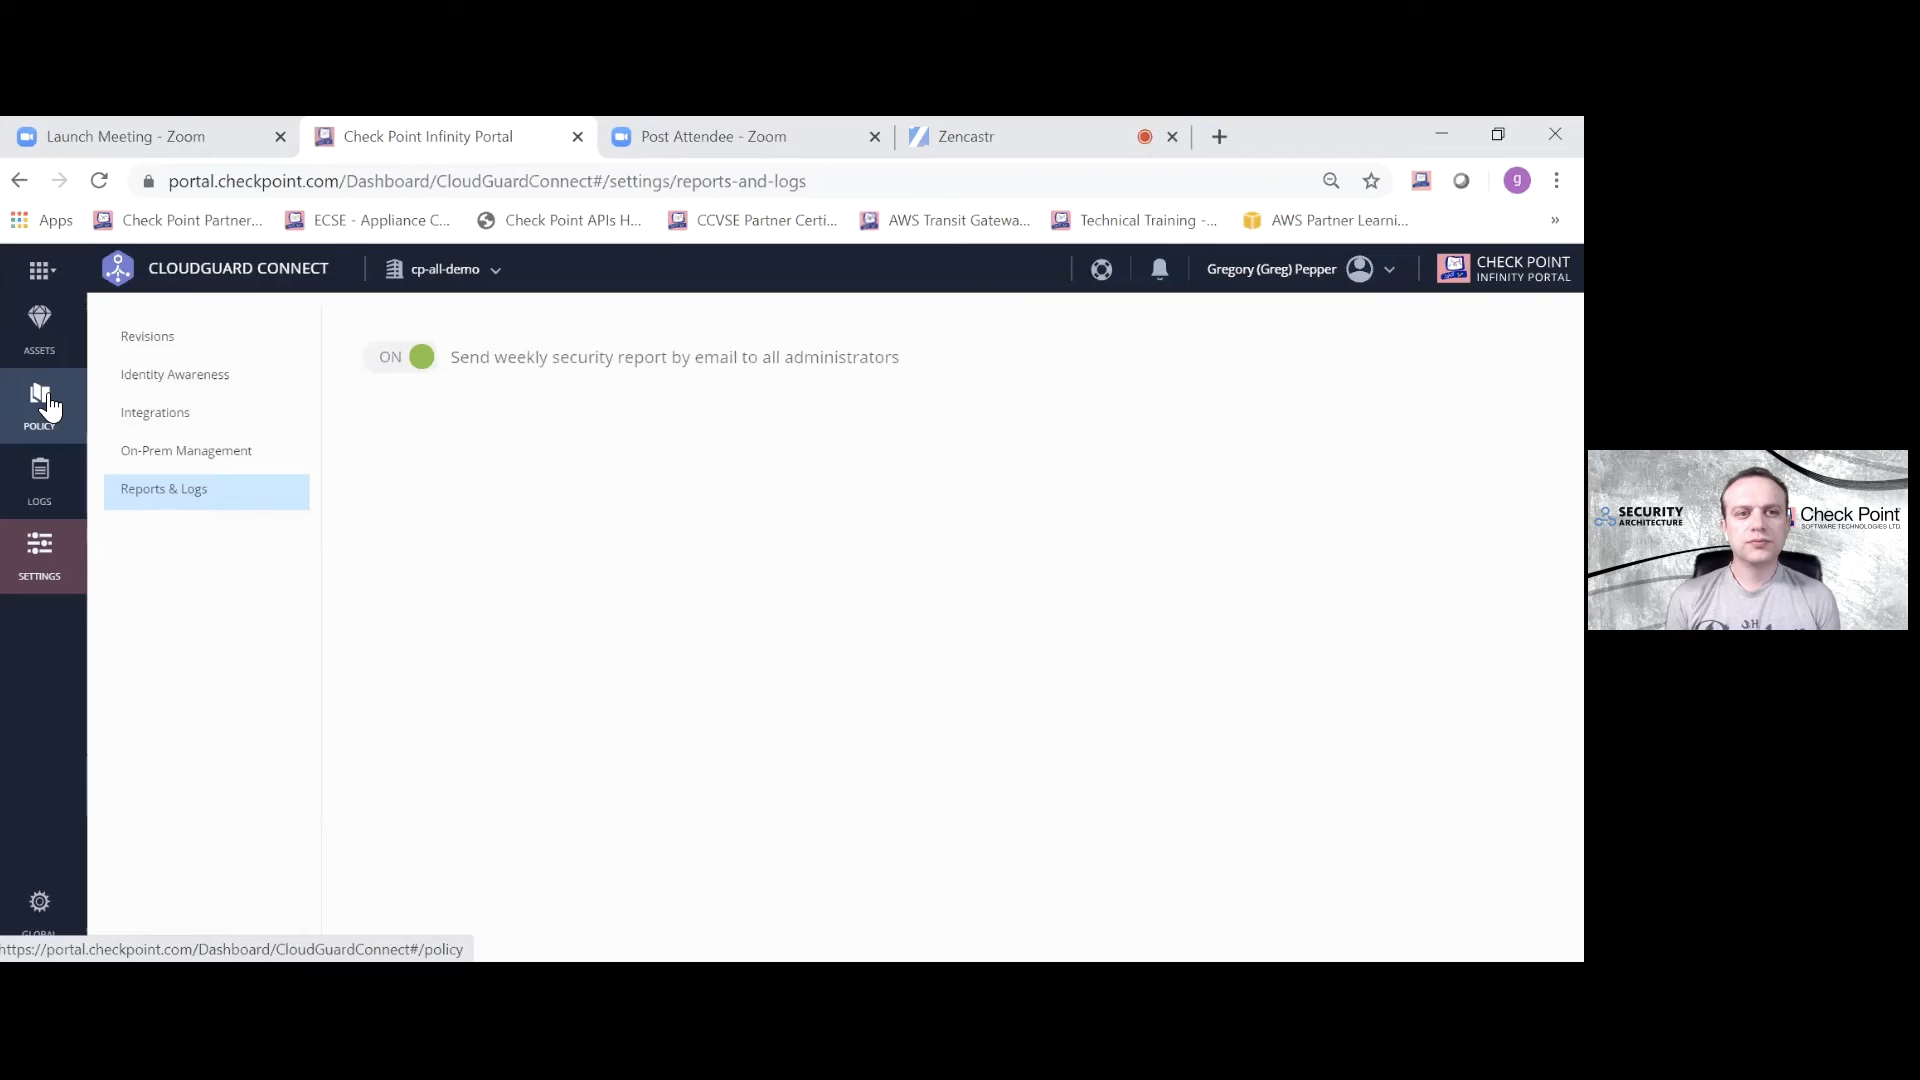 Launch Meeting - Zoom
Check Point Infinity Portal
Post Attendee - Zoom
Zencastr
portal.checkpoint.com/Dashboard/CloudGuardConnect#/settings/reports-and-logs
g
Apps
Check Point Partner...
ECSE - Appliance C...
Check Point APIs H...
CCVSE Partner Certi...
AWS Transit Gatewa...
Technical Training -...
AWS Partner Learni...
»
CLOUDGUARD CONNECT
cp-all-demo
Gregory (Greg) Pepper
CHECK POINT
INFINITY PORTAL
ASSETS
POLICY
LOGS
SETTINGS
GLOBAL
Revisions
Identity Awareness
Integrations
On-Prem Management
Reports & Logs
ON
Send weekly security report by email to all administrators
https://portal.checkpoint.com/Dashboard/CloudGuardConnect#/policy
SECURITY
ARCHITECTURE
Check Point
SOFTWARE TECHNOLOGIES LTD.